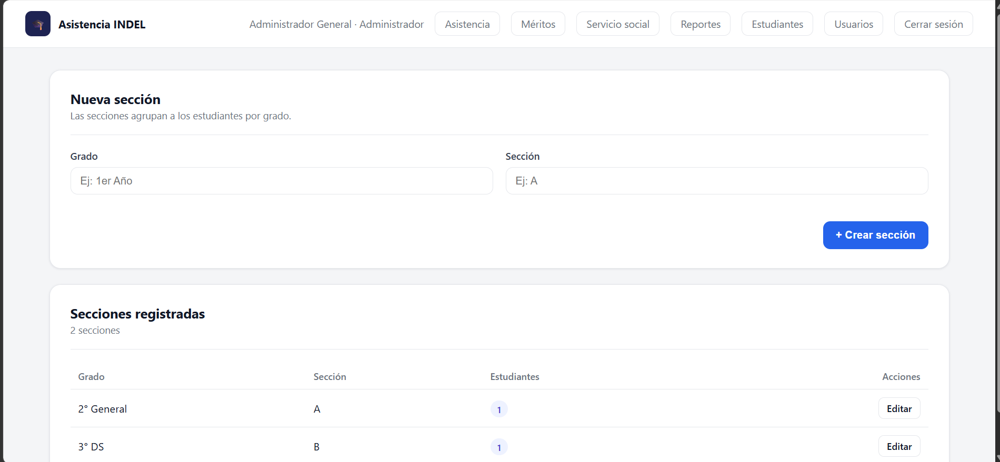 Asistencia INDEL
Administrador General · Administrador
Asistencia
Méritos
Servicio social
Reportes
Estudiantes
Usuarios
Cerrar sesión
Nueva sección
Las secciones agrupan a los estudiantes por grado.
Grado
Sección
Ej: 1er Año
Ej: A
+ Crear sección
Secciones registradas
2 secciones
Grado Sección Estudiantes Acciones
2° General A 1 Editar
3° DS B 1 Editar